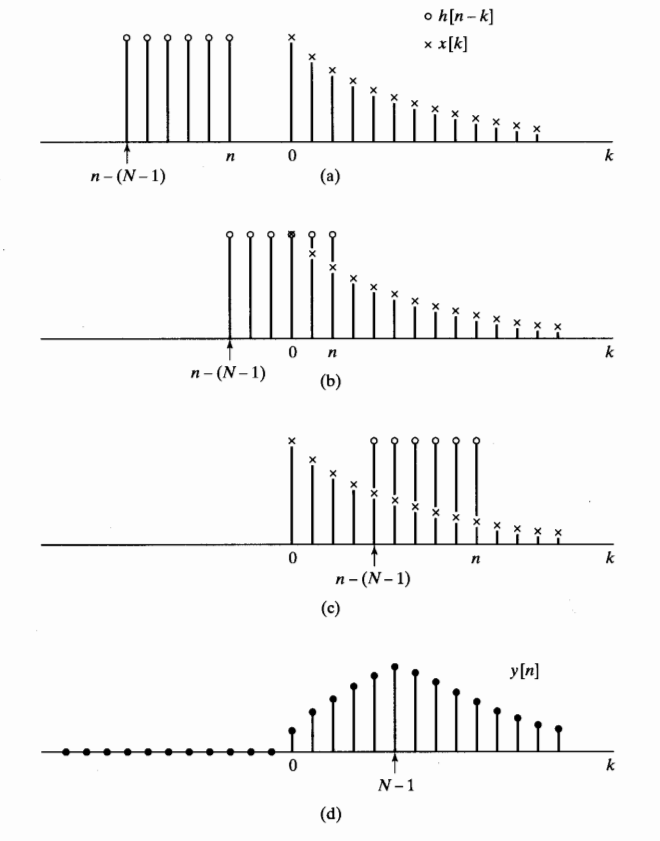 ○ h[n – k]
× x[k]
n 0 k
n – (N – 1)
(a)
0 n k
n – (N – 1)
(b)
0 n k
n – (N – 1)
(c)
y[n]
0 k
N – 1
(d)